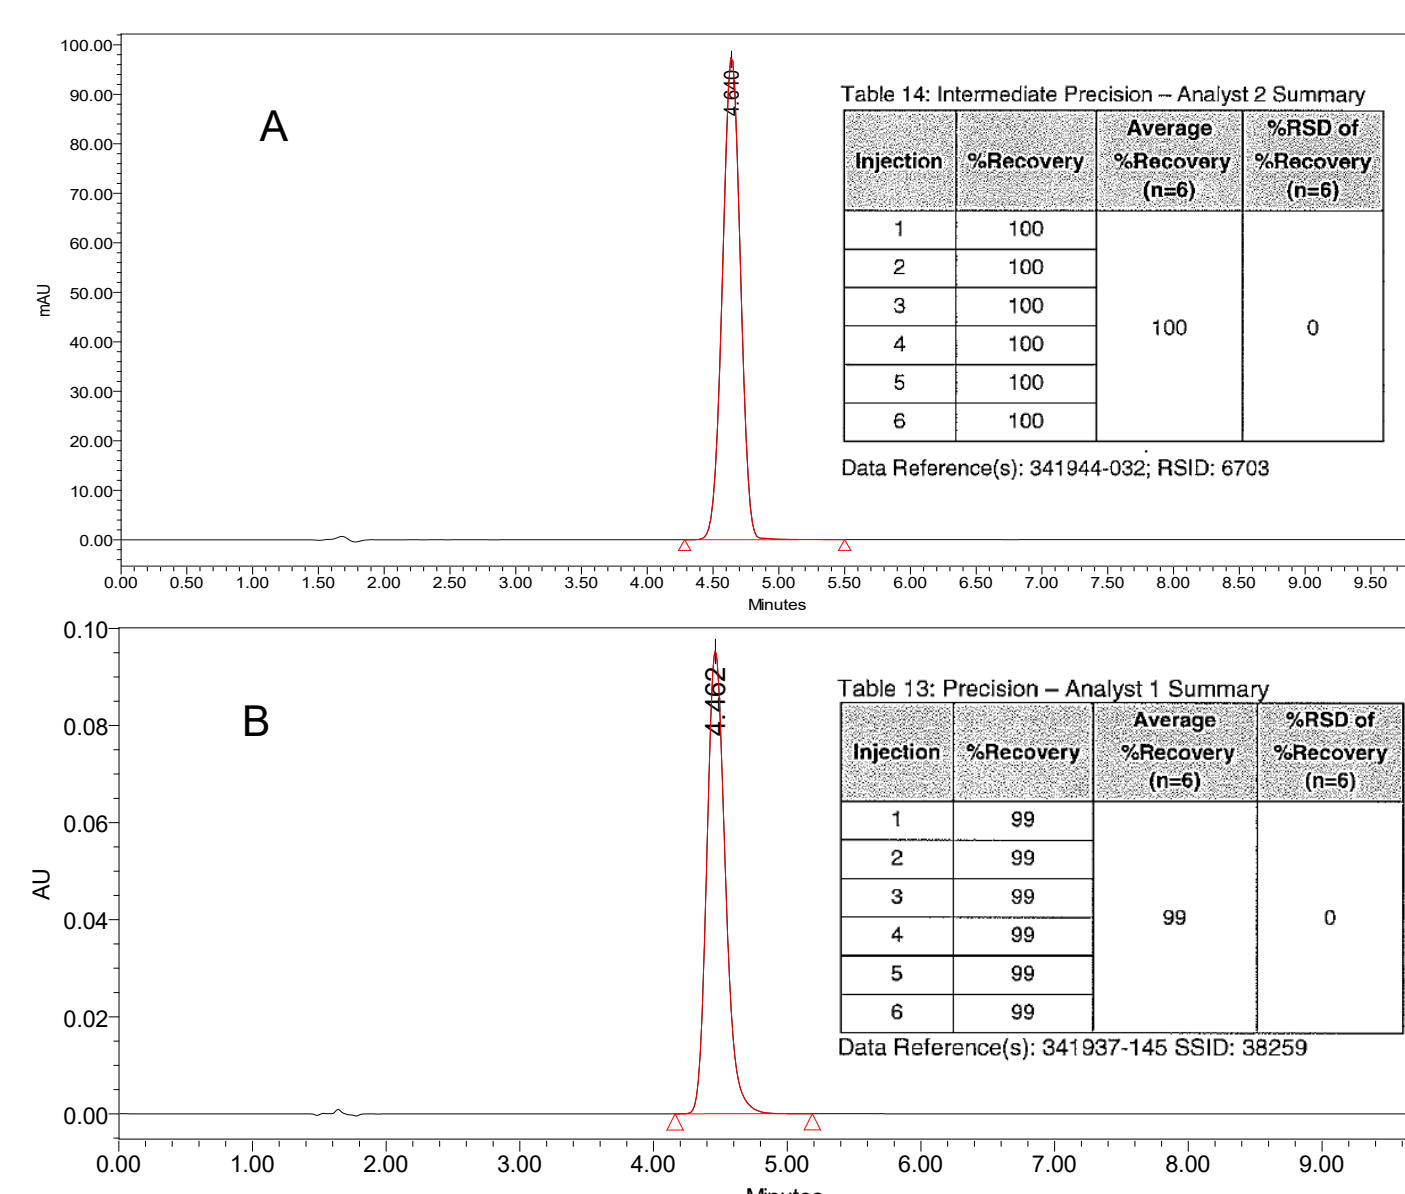 100.00
90.00
80.00
70.00
60.00
50.00
40.00
30.00
20.00
10.00
0.00
mAU
A
4.640
0.00 0.50 1.00 1.50 2.00 2.50 3.00 3.50 4.00 4.50 5.00 5.50 6.00 6.50 7.00 7.50 8.00 8.50 9.00 9.50
Minutes
Table 14: Intermediate Precision – Analyst 2 Summary
Injection %Recovery Average %Recovery (n=6) %RSD of %Recovery (n=6)
1 100
2 100
3 100
4 100
5 100
6 100
100 0
Data Reference(s): 341944-032; RSID: 6703
0.10
0.08
0.06
0.04
0.02
0.00
AU
B
4.462
0.00 1.00 2.00 3.00 4.00 5.00 6.00 7.00 8.00 9.00
Minutes
Table 13: Precision – Analyst 1 Summary
Injection %Recovery Average %Recovery (n=6) %RSD of %Recovery (n=6)
1 99
2 99
3 99
4 99
5 99
6 99
99 0
Data Reference(s): 341937-145 SSID: 38259